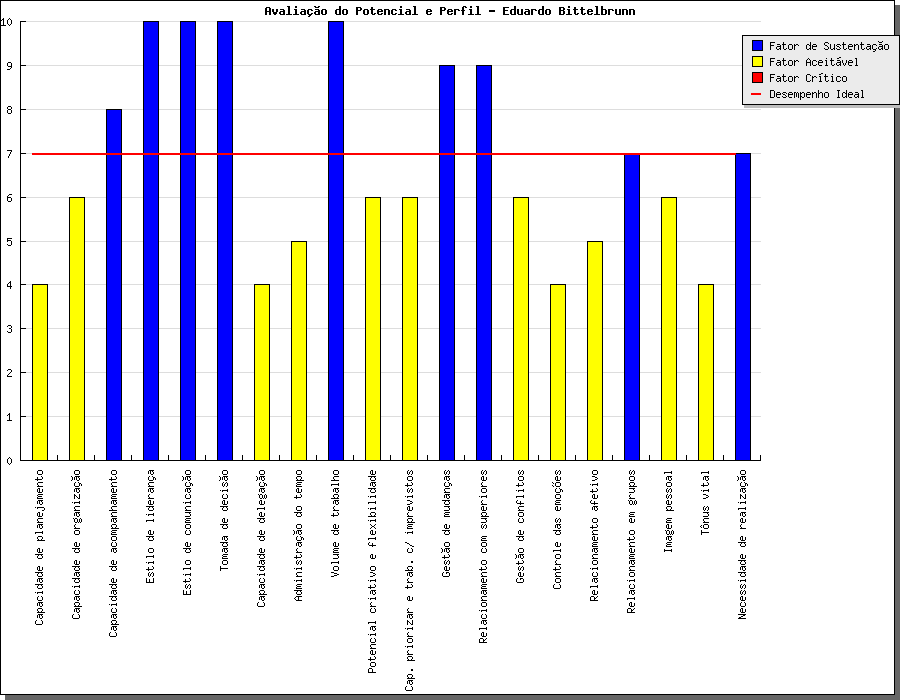 Avaliação do Potencial e Perfil - Eduardo Bittelbrunn
Fator de Sustentação
Fator Aceitável
Fator Crítico
Desempenho Ideal
10
9
8
7
6
5
4
3
2
1
0
Capacidade de planejamento
Capacidade de organização
Capacidade de acompanhamento
Estilo de liderança
Estilo de comunicação
Tomada de decisão
Capacidade de delegação
Administração do tempo
Volume de trabalho
Potencial criativo e flexibilidade
Cap. priorizar e trab. c/ imprevistos
Gestão de mudanças
Relacionamento com superiores
Gestão de conflitos
Controle das emoções
Relacionamento afetivo
Relacionamento em grupos
Imagem pessoal
Tônus vital
Necessidade de realização